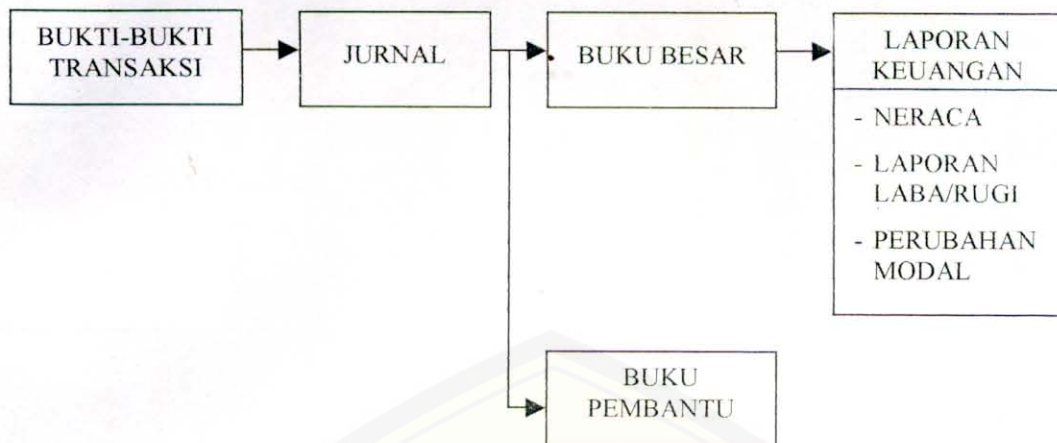 BUKTI-BUKTI
TRANSAKSI
JURNAL
BUKU BESAR
LAPORAN
KEUANGAN
- NERACA
- LAPORAN
LABA/RUGI
- PERUBAHAN
MODAL
BUKU
PEMBANTU